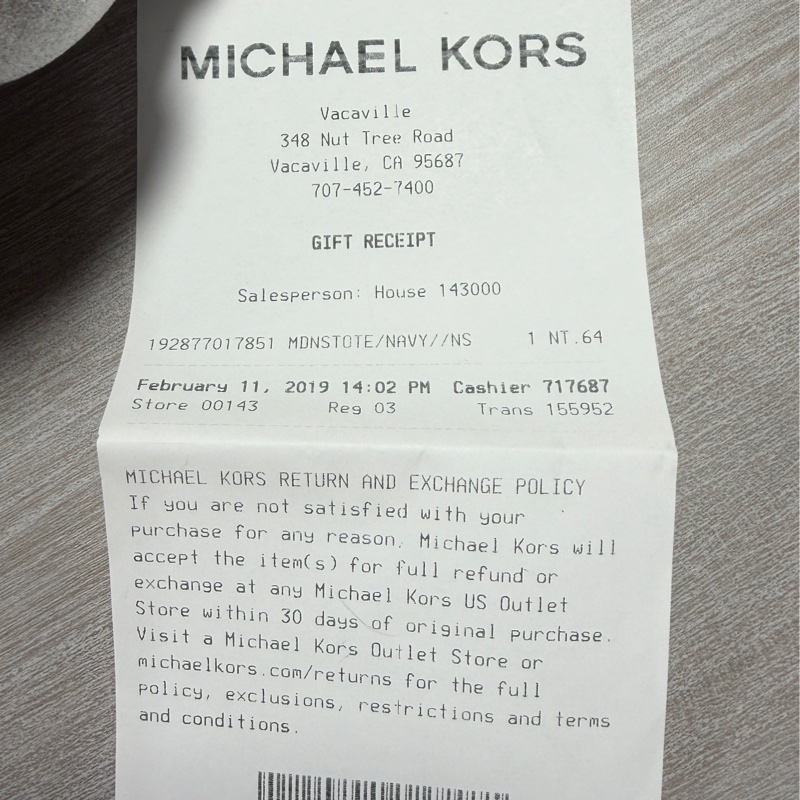 MICHAEL KORS
Vacaville
348 Nut Tree Road
Vacaville, CA 95687
707-452-7400
GIFT RECEIPT
Salesperson: House 143000
192877017851 MDNSTOTE/NAVY//NS 1 NT.64
February 11, 2019 14:02 PM Cashier 717687
Store 00143 Reg 03 Trans 155952
MICHAEL KORS RETURN AND EXCHANGE POLICY
If you are not satisfied with your
purchase for any reason, Michael Kors will
accept the item(s) for full refund or
exchange at any Michael Kors US Outlet
Store within 30 days of original purchase.
Visit a Michael Kors Outlet Store or
michaelkors.com/returns for the full
policy, exclusions, restrictions and terms
and conditions.